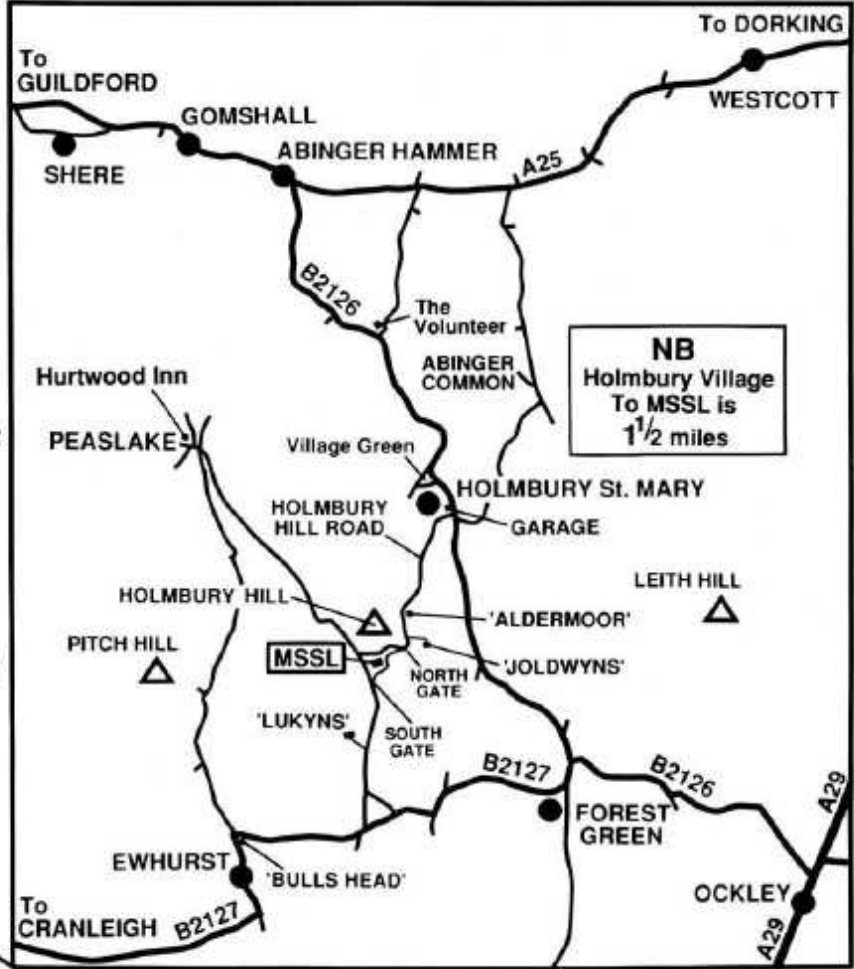 To DORKING
To
GUILDFORD
WESTCOTT
GOMSHALL
ABINGER HAMMER
A25
SHERE
B2126
The
Volunteer
ABINGER
COMMON
NB
Holmbury Village
To MSSL is
1 1/2 miles
Hurtwood Inn
PEASLAKE
Village Green
HOLMBURY St. MARY
HOLMBURY
HILL ROAD
GARAGE
LEITH HILL
HOLMBURY HILL
'ALDERMOOR'
PITCH HILL
MSSL
NORTH
GATE
'JOLDWYNS'
'LUKYNS'
SOUTH
GATE
B2127
B2126
A29
FOREST
GREEN
EWHURST
'BULLS HEAD'
OCKLEY
To
CRANLEIGH
B2127
A29